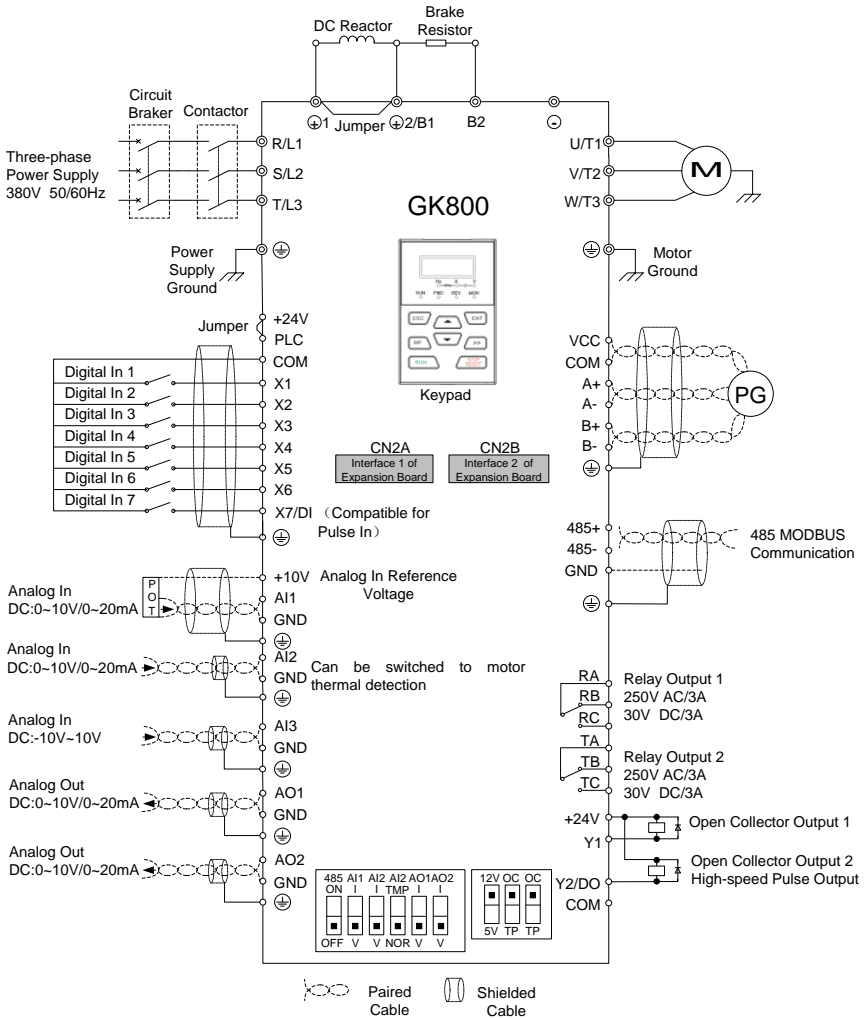 DC Reactor
Brake
Resistor
Circuit
Braker
Contactor
1
Jumper
2/B1
B2
Three-phase
Power Supply
380V 50/60Hz
R/L1
S/L2
T/L3
U/T1
V/T2
W/T3
M
GK800
Power
Supply
Ground
Motor
Ground
Hz A V
RUN FWD REV MON
ESC ENT
MF >>
RUN STOP
RESET
Keypad
Jumper
+24V
PLC
COM
Digital In 1
X1
Digital In 2
X2
Digital In 3
X3
Digital In 4
X4
Digital In 5
X5
Digital In 6
X6
Digital In 7
X7/DI （Compatible for
Pulse In）
VCC
COM
A+
A-
B+
B-
PG
CN2A
Interface 1 of
Expansion Board
CN2B
Interface 2 of
Expansion Board
485+
485-
GND
485 MODBUS
Communication
Analog In
DC:0~10V/0~20mA
P
O
T
+10V Analog In Reference
Voltage
AI1
GND
Analog In
DC:0~10V/0~20mA
AI2
GND
Can be switched to motor
thermal detection
Analog In
DC:-10V~10V
AI3
GND
Analog Out
DC:0~10V/0~20mA
AO1
GND
Analog Out
DC:0~10V/0~20mA
AO2
GND
RA
RB
RC
Relay Output 1
250V AC/3A
30V DC/3A
TA
TB
TC
Relay Output 2
250V AC/3A
30V DC/3A
+24V
Y1
Open Collector Output 1
Y2/DO
COM
Open Collector Output 2
High-speed Pulse Output
485 AI1 AI2 AI2 AO1 AO2
ON I I TMP I I
OFF V V NOR V V
12V OC OC
5V TP TP
Paired
Cable
Shielded
Cable